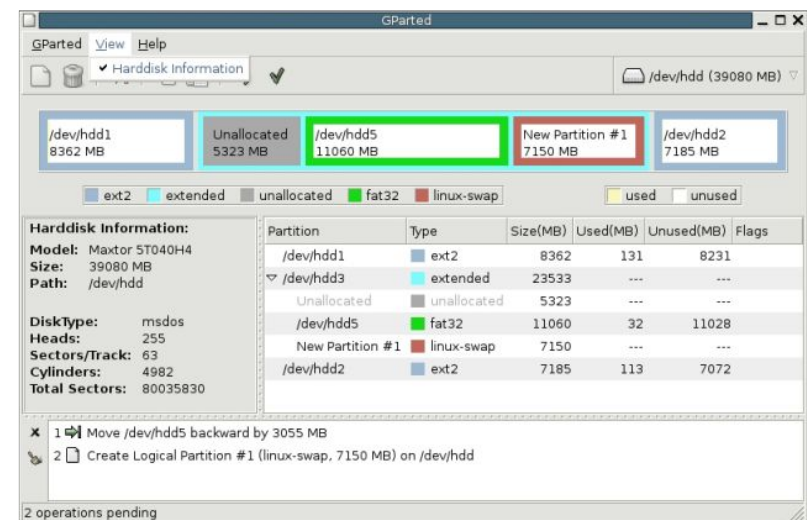 GParted
GParted View Help
✔ Harddisk Information
/dev/hdd (39080 MB)
/dev/hdd1
8362 MB
Unallocated
5323 MB
/dev/hdd5
11060 MB
New Partition #1
7150 MB
/dev/hdd2
7185 MB
ext2 extended unallocated fat32 linux-swap used unused
Harddisk Information:
Model: Maxtor 5T040H4
Size: 39080 MB
Path: /dev/hdd
DiskType: msdos
Heads: 255
Sectors/Track: 63
Cylinders: 4982
Total Sectors: 80035830
Partition Type Size(MB) Used(MB) Unused(MB) Flags
/dev/hdd1 ext2 8362 131 8231
/dev/hdd3 extended 23533 --- ---
Unallocated unallocated 5323 --- ---
/dev/hdd5 fat32 11060 32 11028
New Partition #1 linux-swap 7150 --- ---
/dev/hdd2 ext2 7185 113 7072
1 Move /dev/hdd5 backward by 3055 MB
2 Create Logical Partition #1 (linux-swap, 7150 MB) on /dev/hdd
2 operations pending